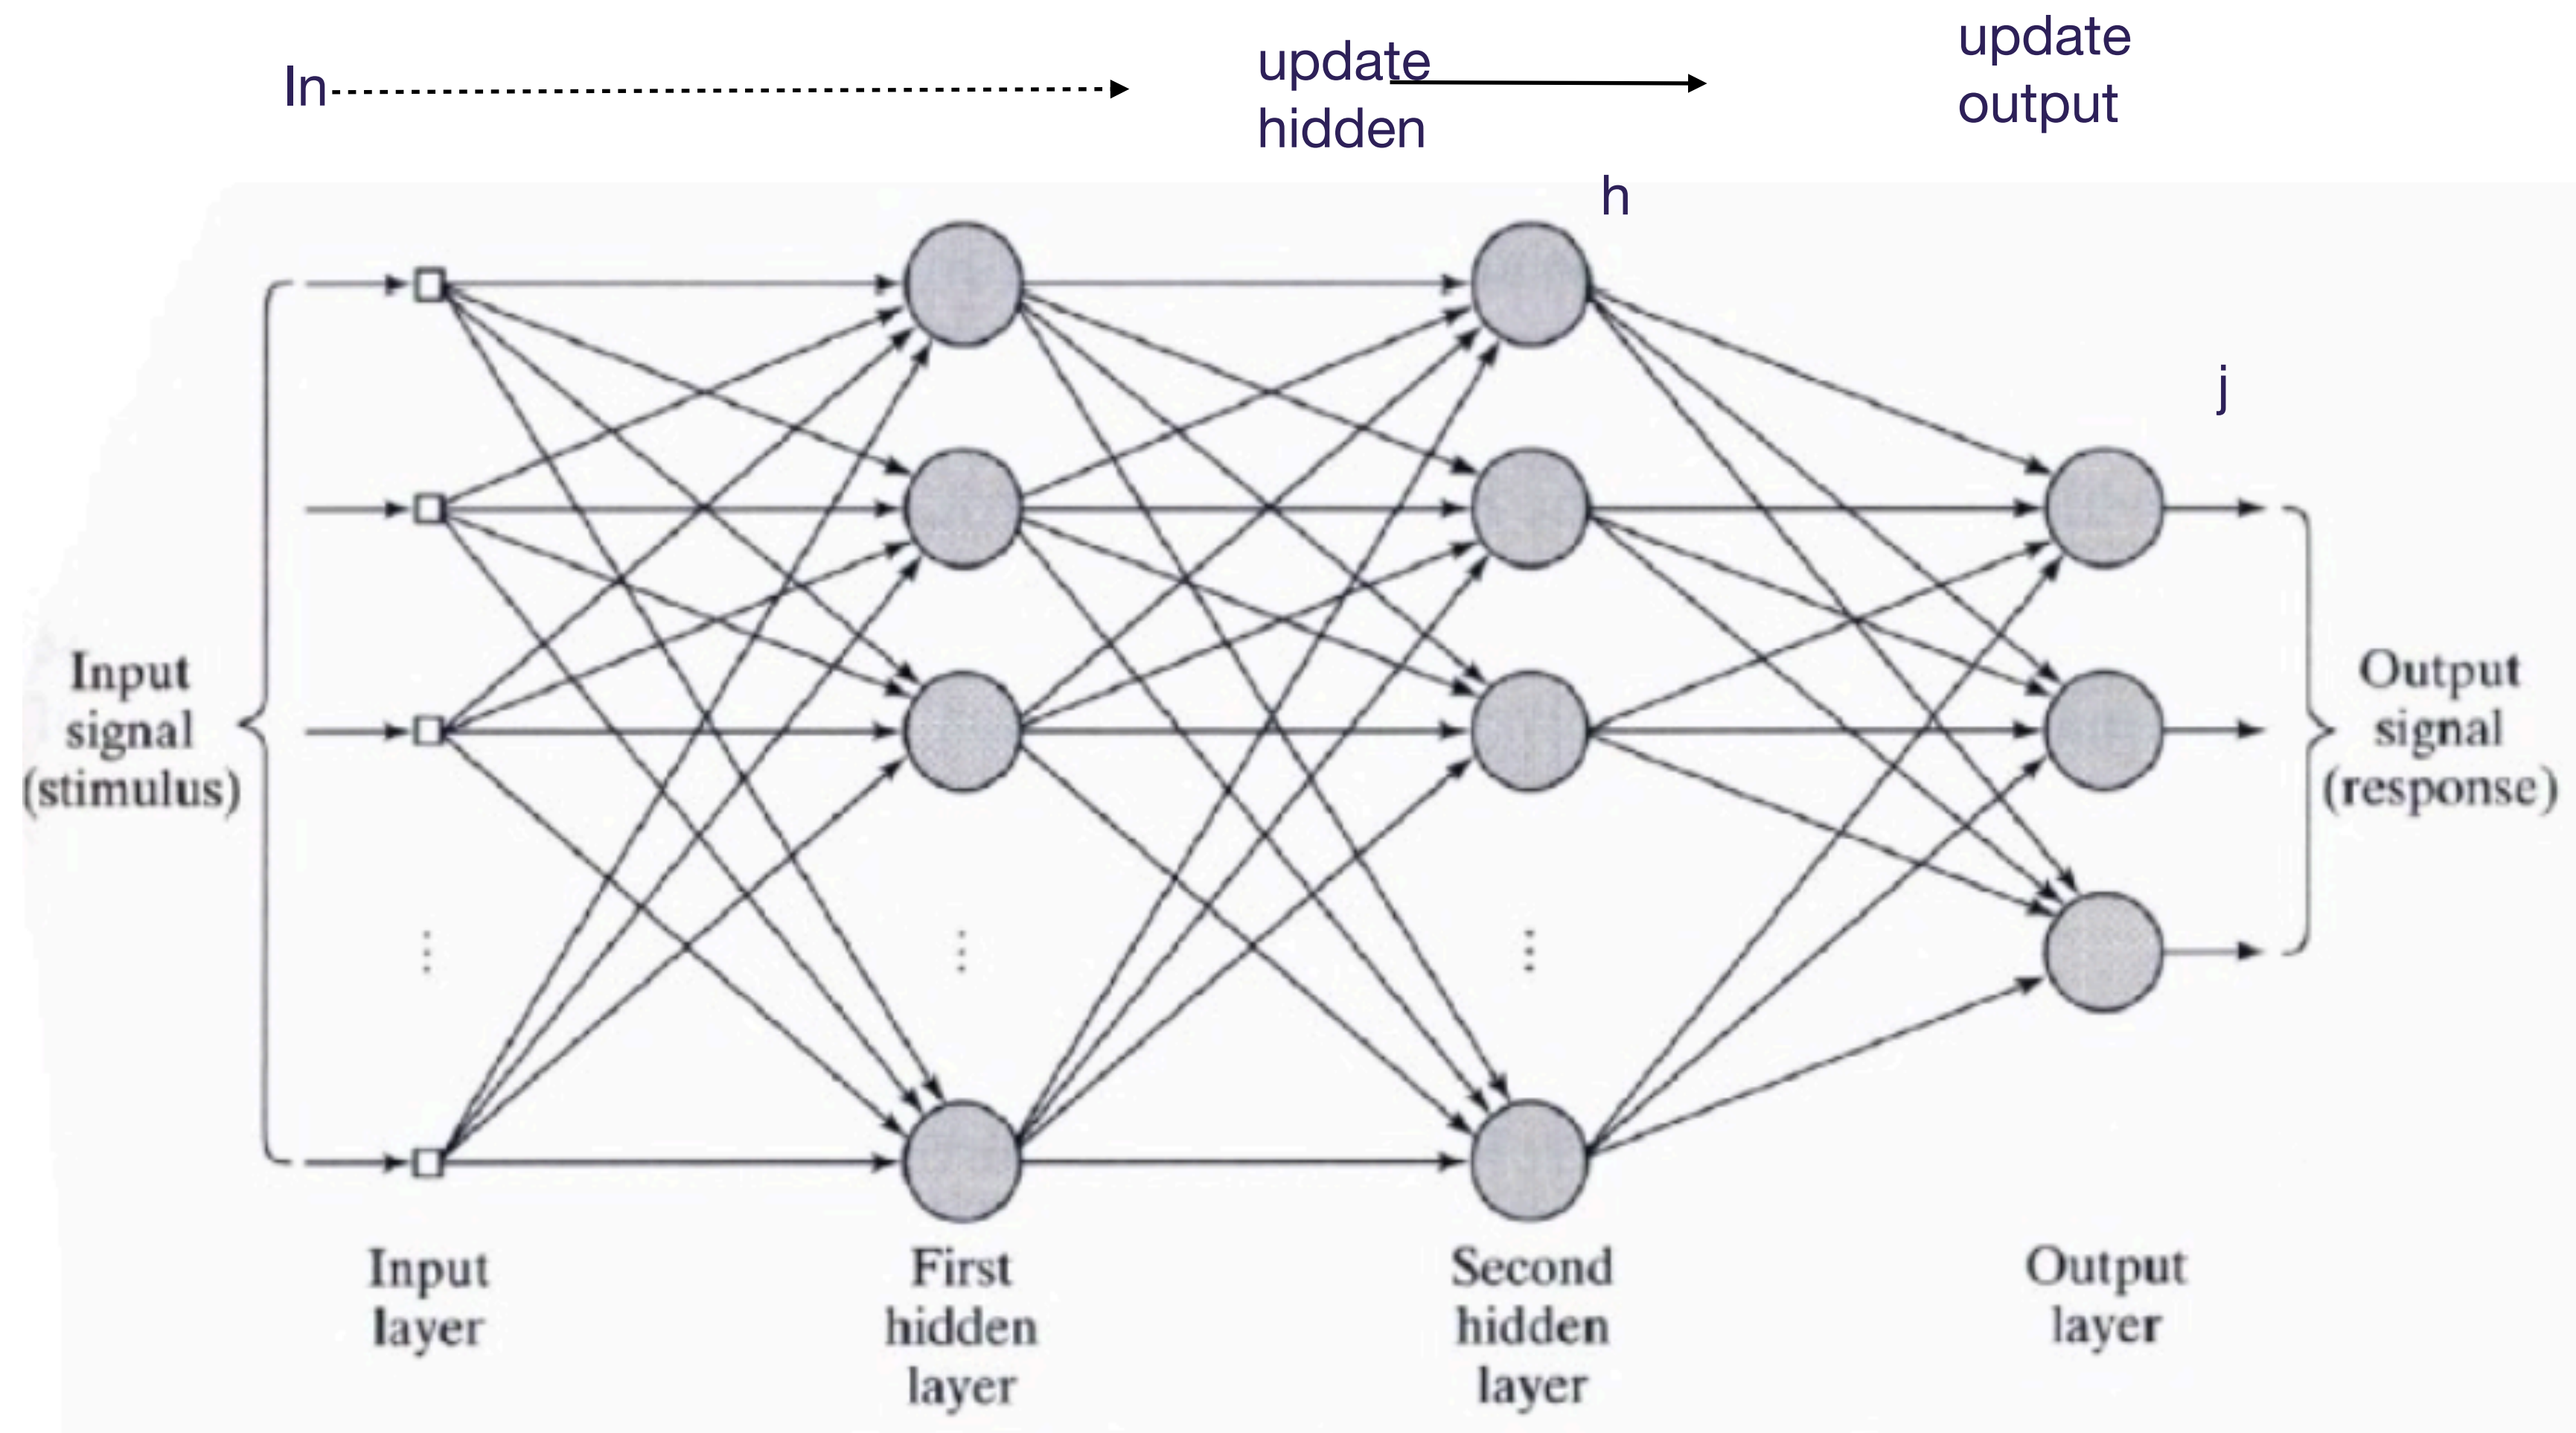 In
update
hidden
update
output
h
j
Input
signal
(stimulus)
Output
signal
(response)
Input
layer
First
hidden
layer
Second
hidden
layer
Output
layer